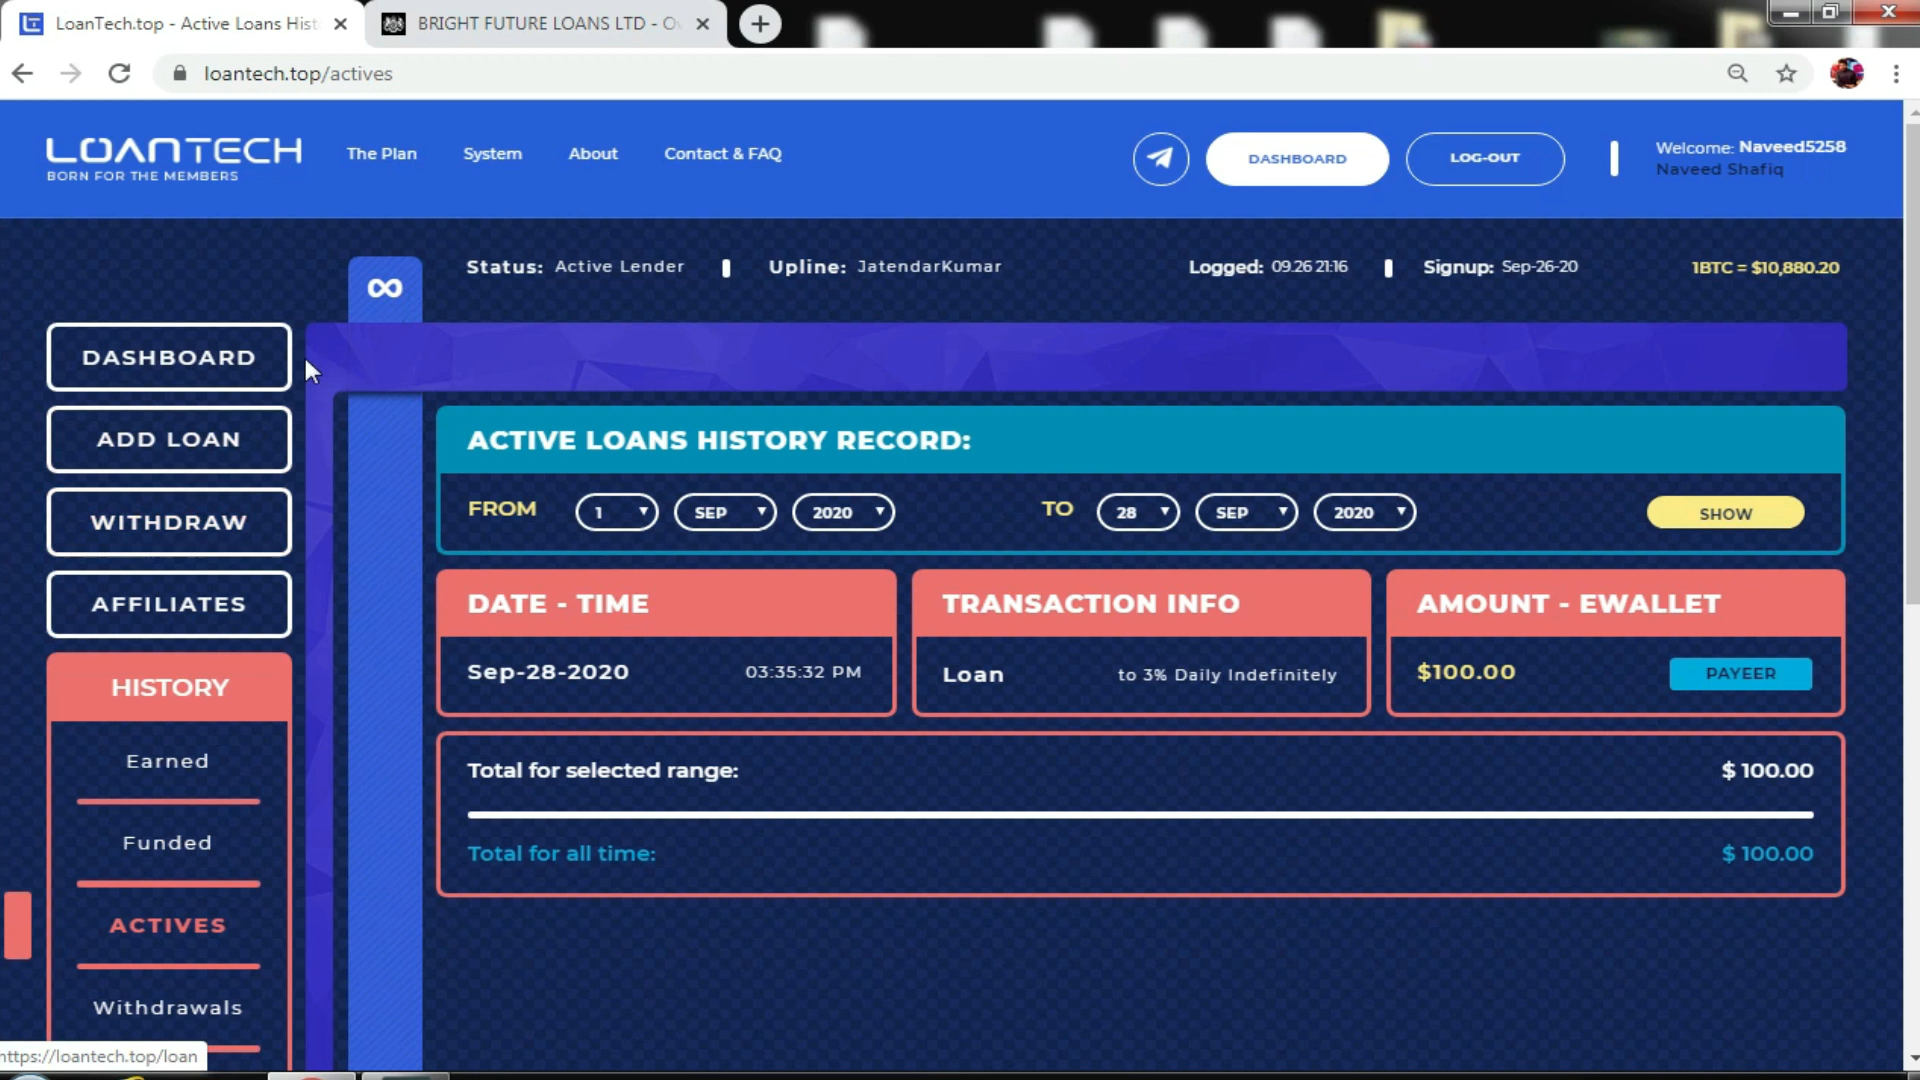 LoanTech.top - Active Loans Hist
BRIGHT FUTURE LOANS LTD - Ov
loantech.top/actives
LOANTECH
BORN FOR THE MEMBERS
The Plan
System
About
Contact & FAQ
DASHBOARD
LOG-OUT
Welcome: Naveed5258
Naveed Shafiq
Status: Active Lender
Upline: JatendarKumar
Logged: 09.26 21:16
Signup: Sep-26-20
1BTC = $10,880.20
DASHBOARD
ADD LOAN
WITHDRAW
AFFILIATES
HISTORY
Earned
Funded
ACTIVES
Withdrawals
ACTIVE LOANS HISTORY RECORD:
FROM 1 SEP 2020 TO 28 SEP 2020 SHOW
DATE - TIME
Sep-28-2020 03:35:32 PM
TRANSACTION INFO
Loan to 3% Daily Indefinitely
AMOUNT - EWALLET
$100.00 PAYEER
Total for selected range: $ 100.00
Total for all time: $ 100.00
https://loantech.top/loan